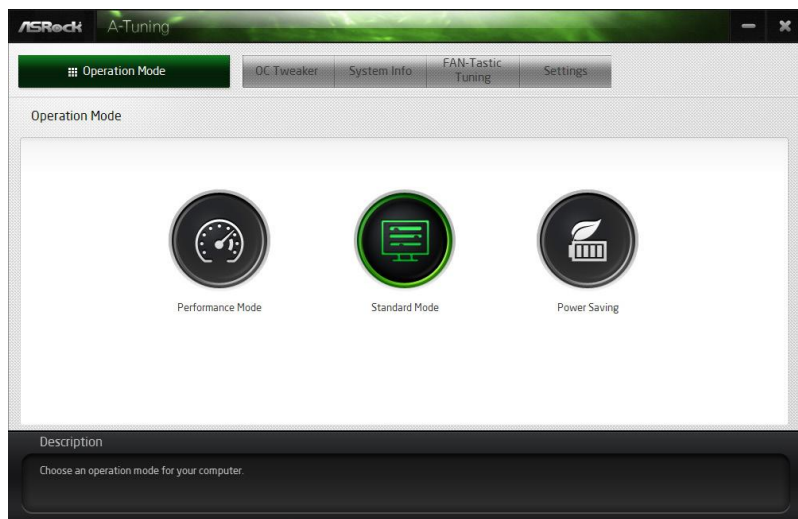 ASRock A-Tuning
Operation Mode OC Tweaker System Info FAN-Tastic Tuning Settings
Operation Mode
Performance Mode Standard Mode Power Saving
Description
Choose an operation mode for your computer.